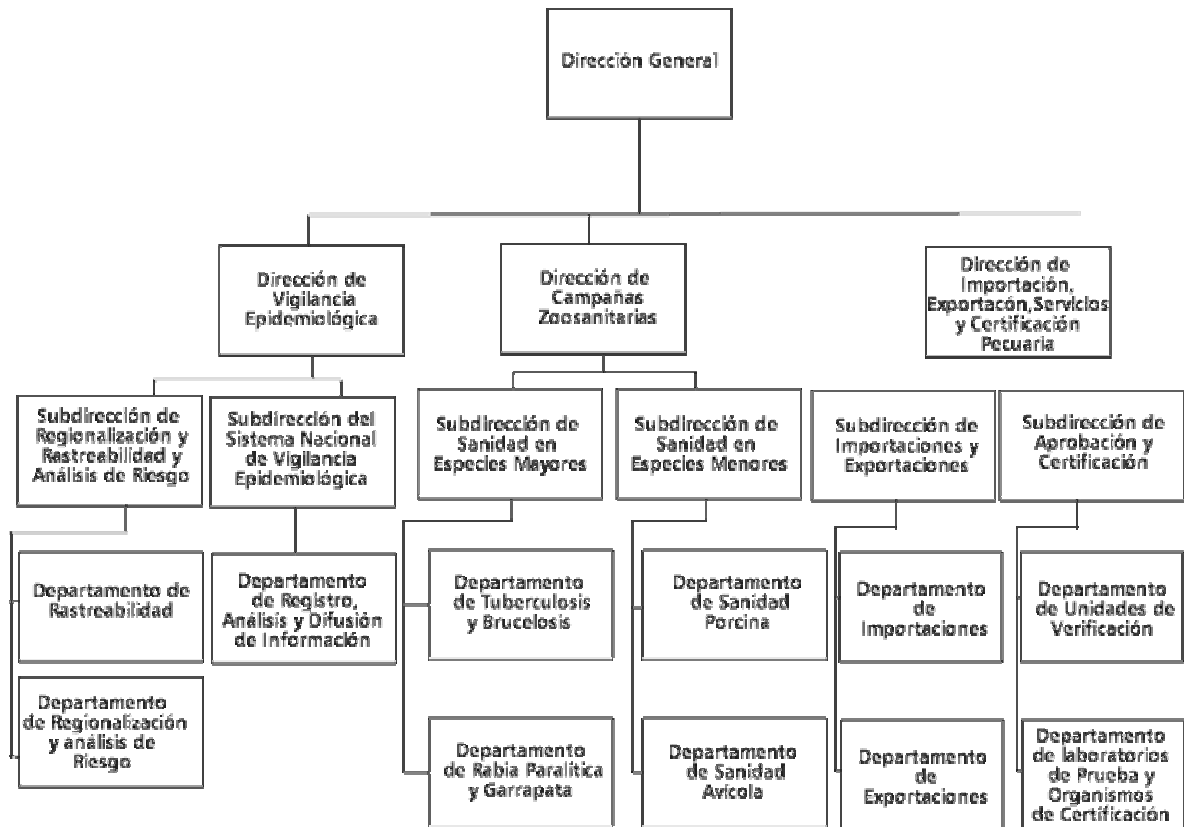 Dirección General
Dirección de
Vigilancia
Epidemiológica
Dirección de
Campañas
Zoosanitarias
Dirección de
Importación,
Exportacón, Servicios
y Certificación
Pecuaria
Subdirección de
Regionalización y
Rastreabilidad y
Análisis de Riesgo
Subdirección del
Sistema Nacional
de Vigilancia
Epidemiológica
Subdirección de
Sanidad en
Especies Mayores
Subdirección de
Sanidad en
Especies Menores
Subdirección de
Importaciones y
Exportaciones
Subdirección de
Aprobación y
Certificación
Departamento de
Rastreabilidad
Departamento
de Registro,
Análisis y Difusión
de Información
Departamento
de Tuberculosis
y Brucelosis
Departamento
de Sanidad
Porcina
Departamento
de
Importaciones
Departamento
de Unidades de
Verificación
Departamento
de Regionalización
y análisis de
Riesgo
Departamento
de Rabia Paralítica
y Garrapata
Departamento
de Sanidad
Avícola
Departamento
de
Exportaciones
Departamento
de laboratorios
de Prueba y
Organismos
de Certificación